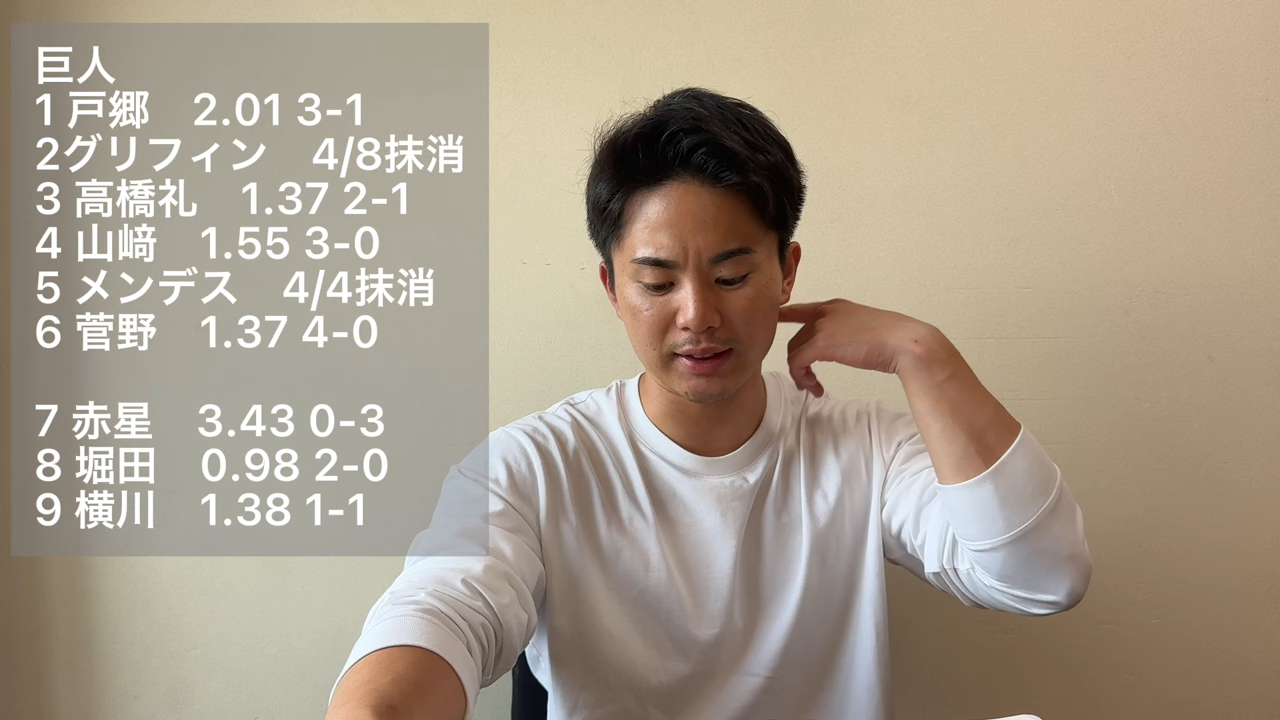 巨人
1 戸郷　2.01 3-1
2グリフィン　4/8抹消
3 高橋礼　1.37 2-1
4 山﨑　1.55 3-0
5 メンデス　4/4抹消
6 菅野　1.37 4-0
7 赤星　3.43 0-3
8 堀田　0.98 2-0
9 横川　1.38 1-1